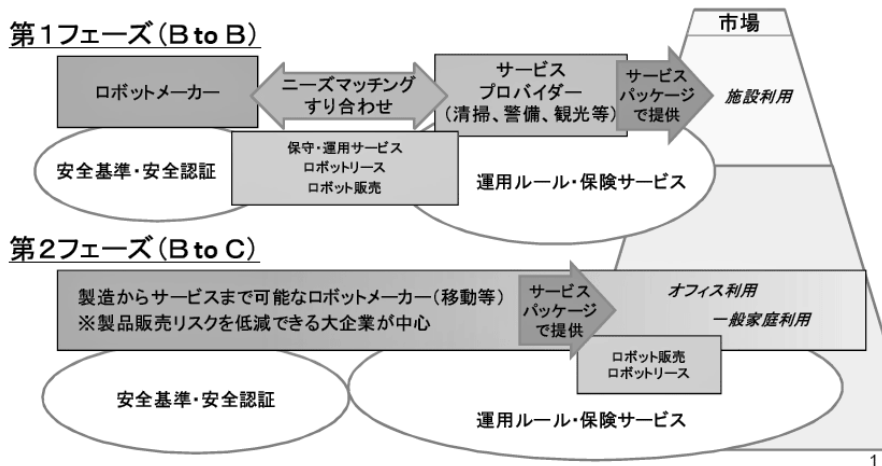 市場
第1フェーズ(B to B)
ロボットメーカー
ニーズマッチング
すり合わせ
サービス
プロバイダー
(清掃、警備、観光等)
サービス
パッケージ
で提供
施設利用
安全基準・安全認証
保守・運用サービス
ロボットリース
ロボット販売
運用ルール・保険サービス
第2フェーズ(B to C)
製造からサービスまで可能なロボットメーカー(移動等)
※製品販売リスクを低減できる大企業が中心
サービス
パッケージ
で提供
オフィス利用
一般家庭利用
ロボット販売
ロボットリース
安全基準・安全認証
運用ルール・保険サービス
1